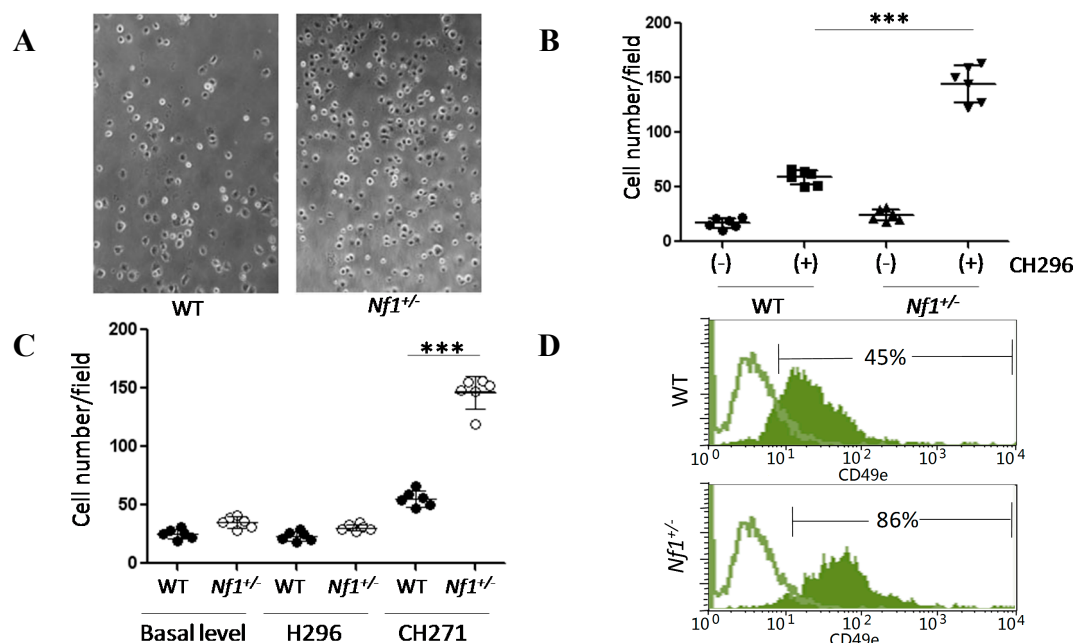 A
WT
Nf1+/-
B
Cell number/field
200
150
100
50
0
***
(-) (+) (-) (+) CH296
WT Nf1+/-
C
Cell number/field
200
150
100
50
0
***
WT Nf1+/- WT Nf1+/- WT Nf1+/-
Basal level H296 CH271
D
WT
45%
10^0 10^1 10^2 10^3 10^4
CD49e
Nf1+/-
86%
10^0 10^1 10^2 10^3 10^4
CD49e